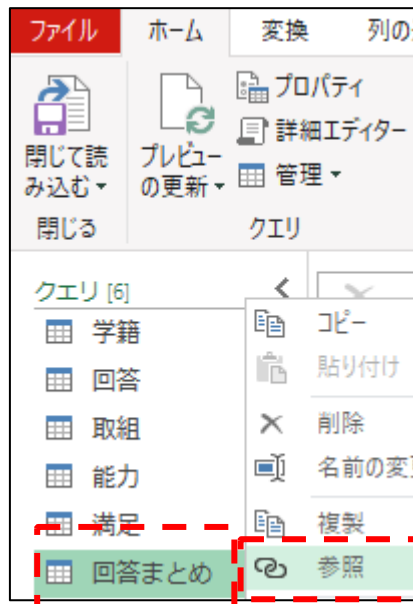 ファイル ホーム 変換 列の
閉じて読
み込む
プレビュー
の更新
プロパティ
詳細エディター
管理
閉じる クエリ
クエリ [6]
学籍
回答
取組
能力
満足
回答まとめ
コピー
貼り付け
削除
名前の変
複製
参照